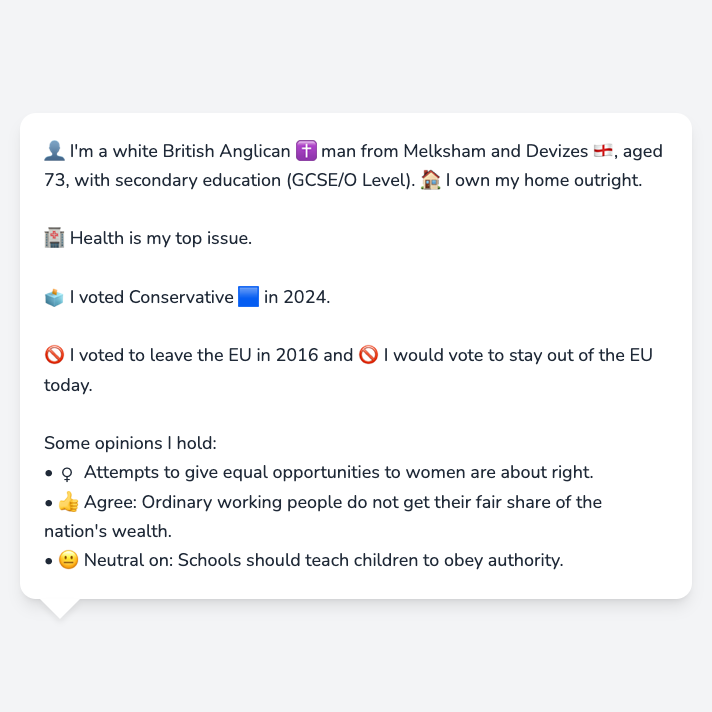 👤 I'm a white British Anglican ✝️ man from Melksham and Devizes 🏴󠁧󠁢󠁥󠁮󠁧󠁿, aged
73, with secondary education (GCSE/O Level). 🏠 I own my home outright.
🏥 Health is my top issue.
🗳️ I voted Conservative 🟦 in 2024.
🚫 I voted to leave the EU in 2016 and 🚫 I would vote to stay out of the EU
today.
Some opinions I hold:
• ♀ Attempts to give equal opportunities to women are about right.
• 👍 Agree: Ordinary working people do not get their fair share of the
nation's wealth.
• 😐 Neutral on: Schools should teach children to obey authority.